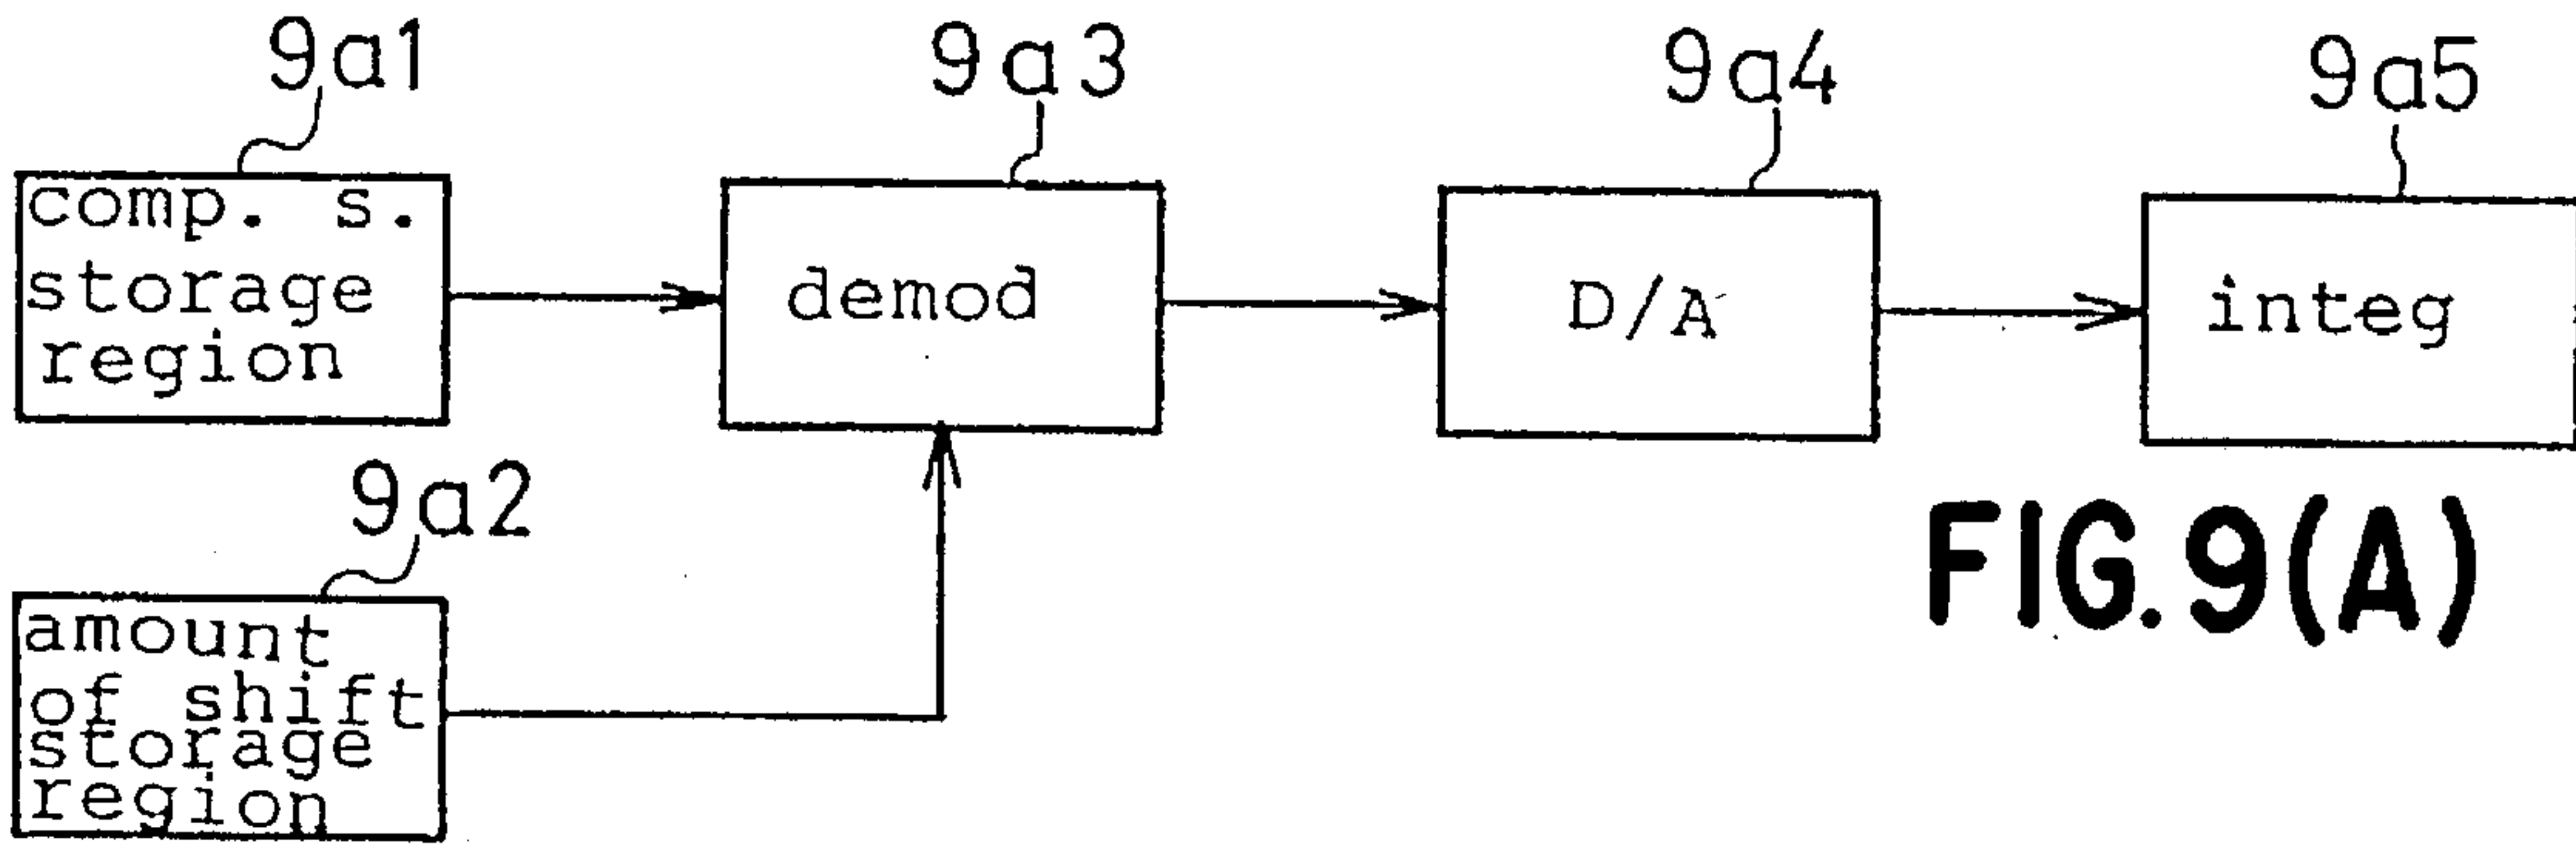 9a1
9a3
9a4
9a5
comp. s.
storage
region
demod
D/A
integ
9a2
FIG.9(A)
amount
of shift
storage
region